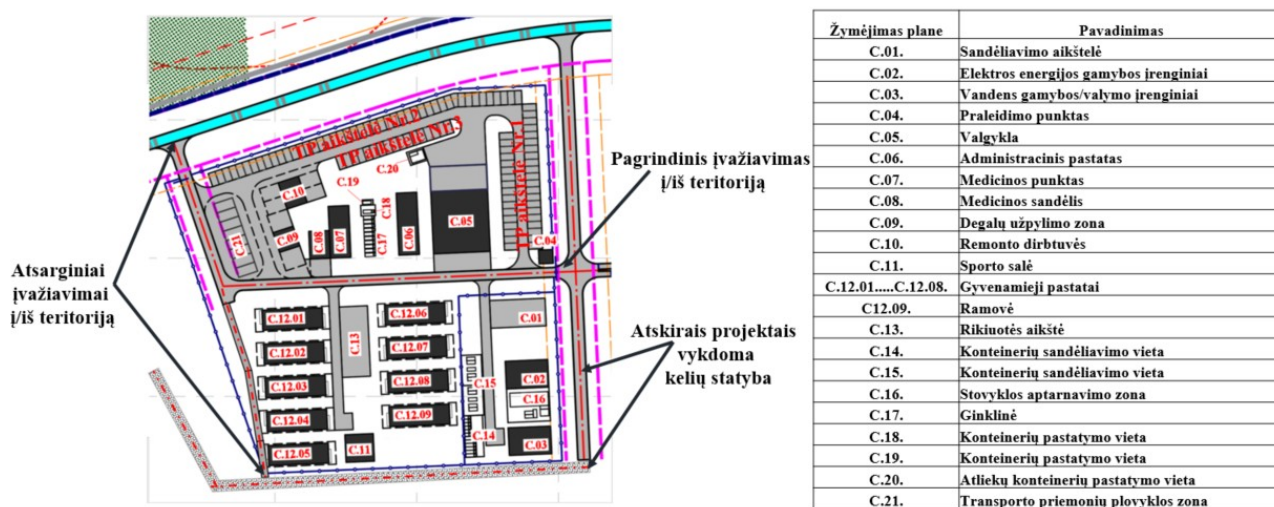 TP aikštelė Nr.2
TP aikštelė Nr.3
TP aikštelė Nr.1
C.20
C.19
C.18
C.10
C.09
C.21
C.08
C.07
C.17
C.06
C.05
C.04
Pagrindinis įvažiavimas
į/iš teritoriją
Atsarginiai
įvažiavimai
į/iš teritoriją
C.12.01
C.12.02
C.12.03
C.12.04
C.12.05
C.13
C.11
C.12.06
C.12.07
C.12.08
C.12.09
C.01
C.15
C.02
C.16
C.14
C.03
Atskirais projektais
vykdoma
kelių statyba
Žymėjimas plane Pavadinimas
C.01. Sandėliavimo aikštelė
C.02. Elektros energijos gamybos įrenginiai
C.03. Vandens gamybos/valymo įrenginiai
C.04. Praleidimo punktas
C.05. Valgykla
C.06. Administracinis pastatas
C.07. Medicinos punktas
C.08. Medicinos sandėlis
C.09. Degalų užpylimo zona
C.10. Remonto dirbtuvės
C.11. Sporto salė
C.12.01.....C.12.08. Gyvenamieji pastatai
C12.09. Ramovė
C.13. Rikiuotės aikštė
C.14. Konteinerių sandėliavimo vieta
C.15. Konteinerių sandėliavimo vieta
C.16. Stovyklos aptarnavimo zona
C.17. Ginklinė
C.18. Konteinerių pastatymo vieta
C.19. Konteinerių pastatymo vieta
C.20. Atliekų konteinerių pastatymo vieta
C.21. Transporto priemonių plovyklos zona